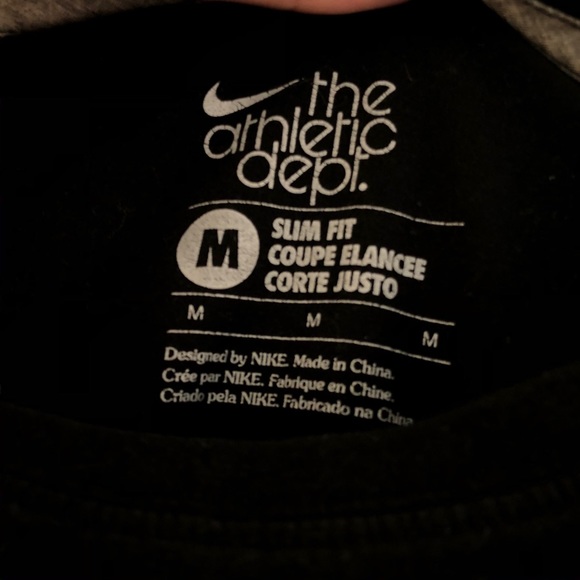 the
athletic
dept.
M
SLIM FIT
COUPE ELANCEE
CORTE JUSTO
M M M
Designed by NIKE. Made in China.
Crée par NIKE. Fabrique en Chine.
Criado pela NIKE. Fabricado na China